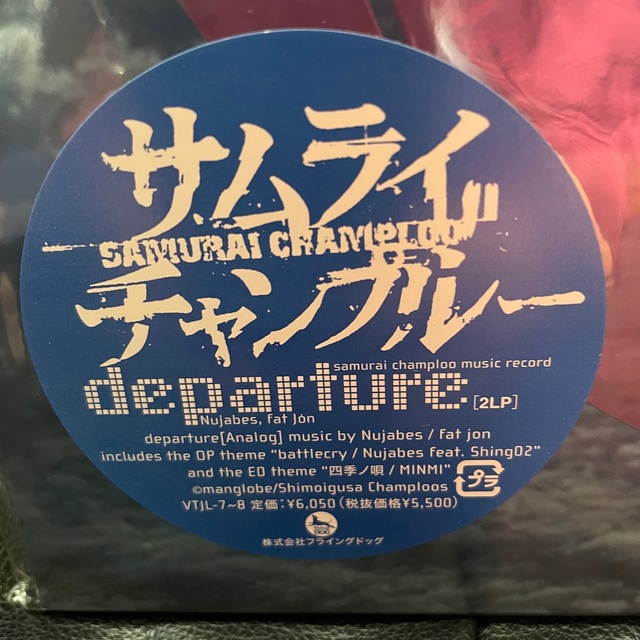 サムライ
SAMURAI CHAMPLOO
チャンプルー
samurai champloo music record
departure [2LP]
Nujabes, fat jon
departure[Analog] music by Nujabes / fat jon
includes the OP theme “battlecry / Nujabes feat. Shing02”
and the ED theme “四季ノ唄 / MINMI”
プラ
©manglobe/Shimoigusa Champloos
VTJL-7~8 定価:¥6,050(税抜価格¥5,500)
株式会社フライングドッグ